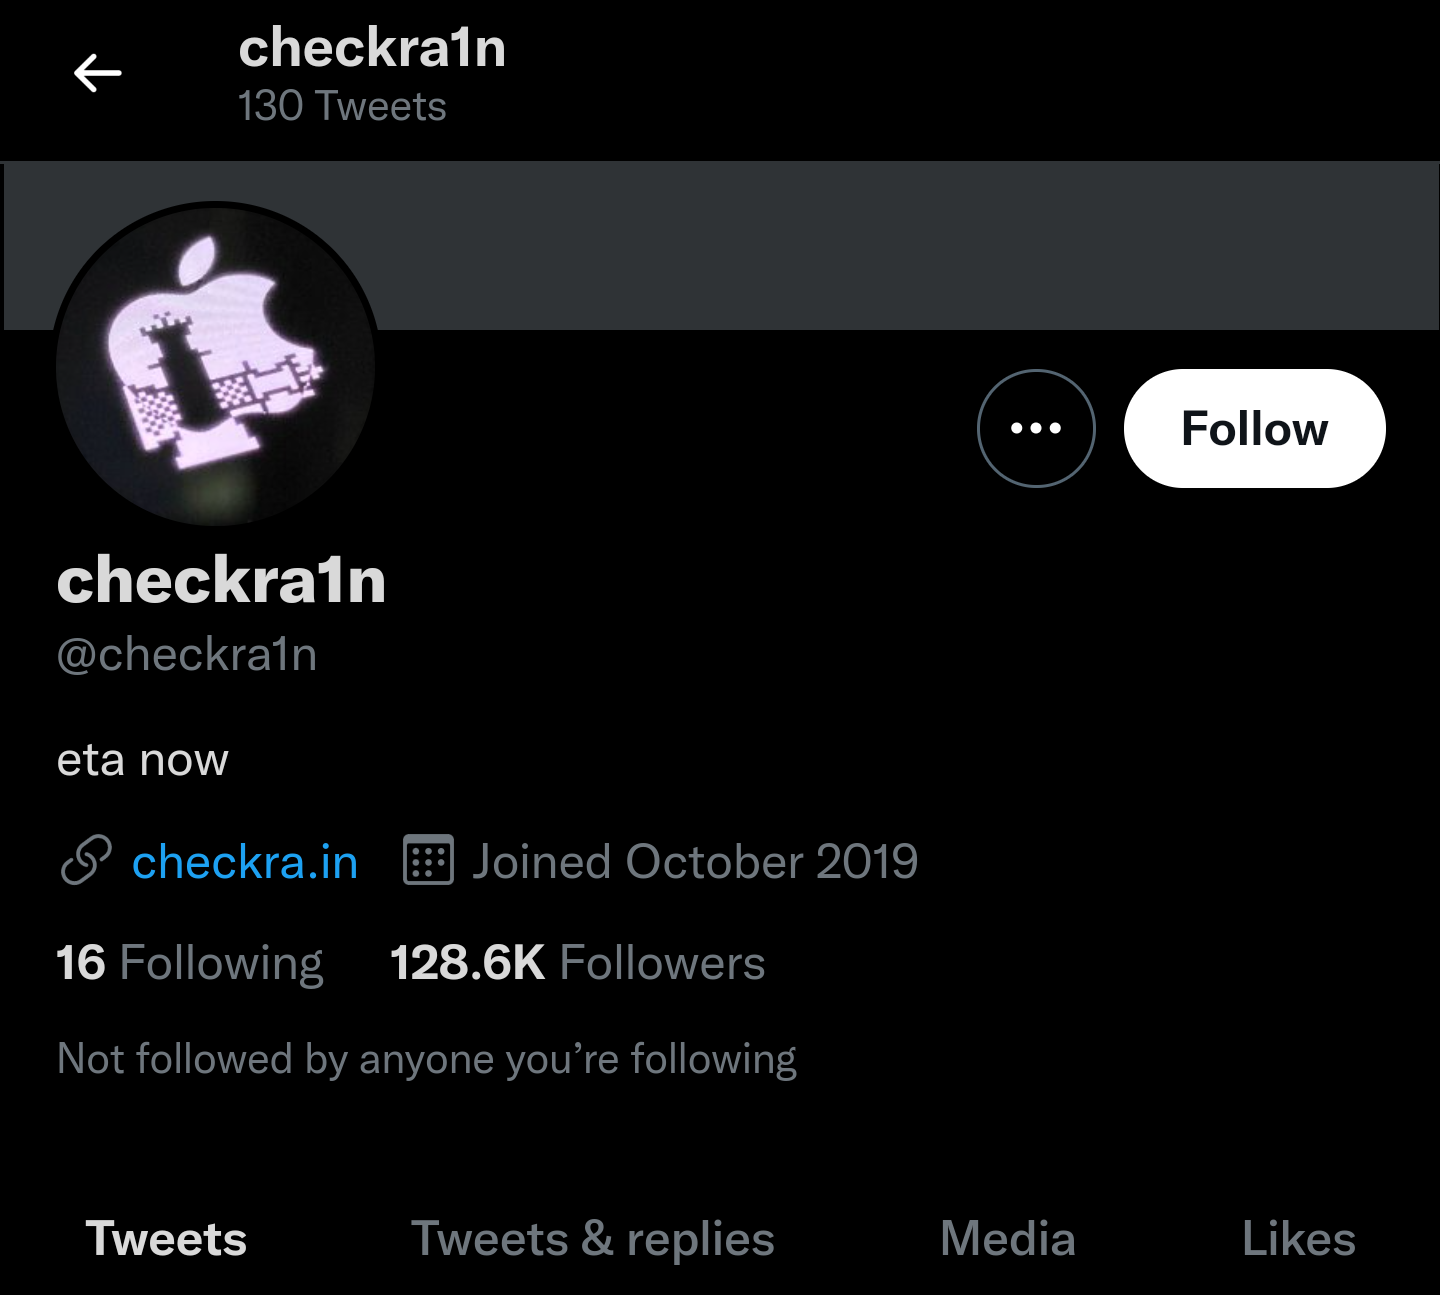 checkra1n
130 Tweets
Follow
checkra1n
@checkra1n
eta now
checkra.in Joined October 2019
16 Following 128.6K Followers
Not followed by anyone you’re following
Tweets Tweets & replies Media Likes